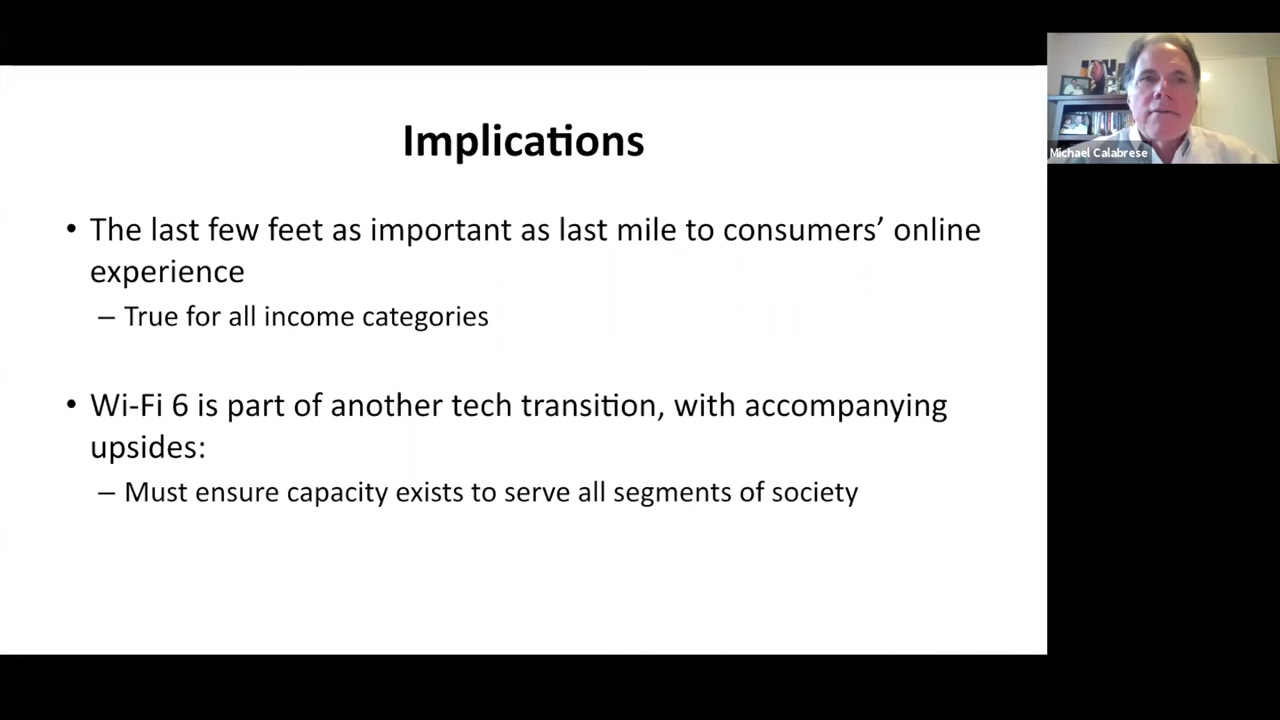 Implications
• The last few feet as important as last mile to consumers’ online
experience
– True for all income categories
• Wi-Fi 6 is part of another tech transition, with accompanying
upsides:
– Must ensure capacity exists to serve all segments of society
Michael Calabrese